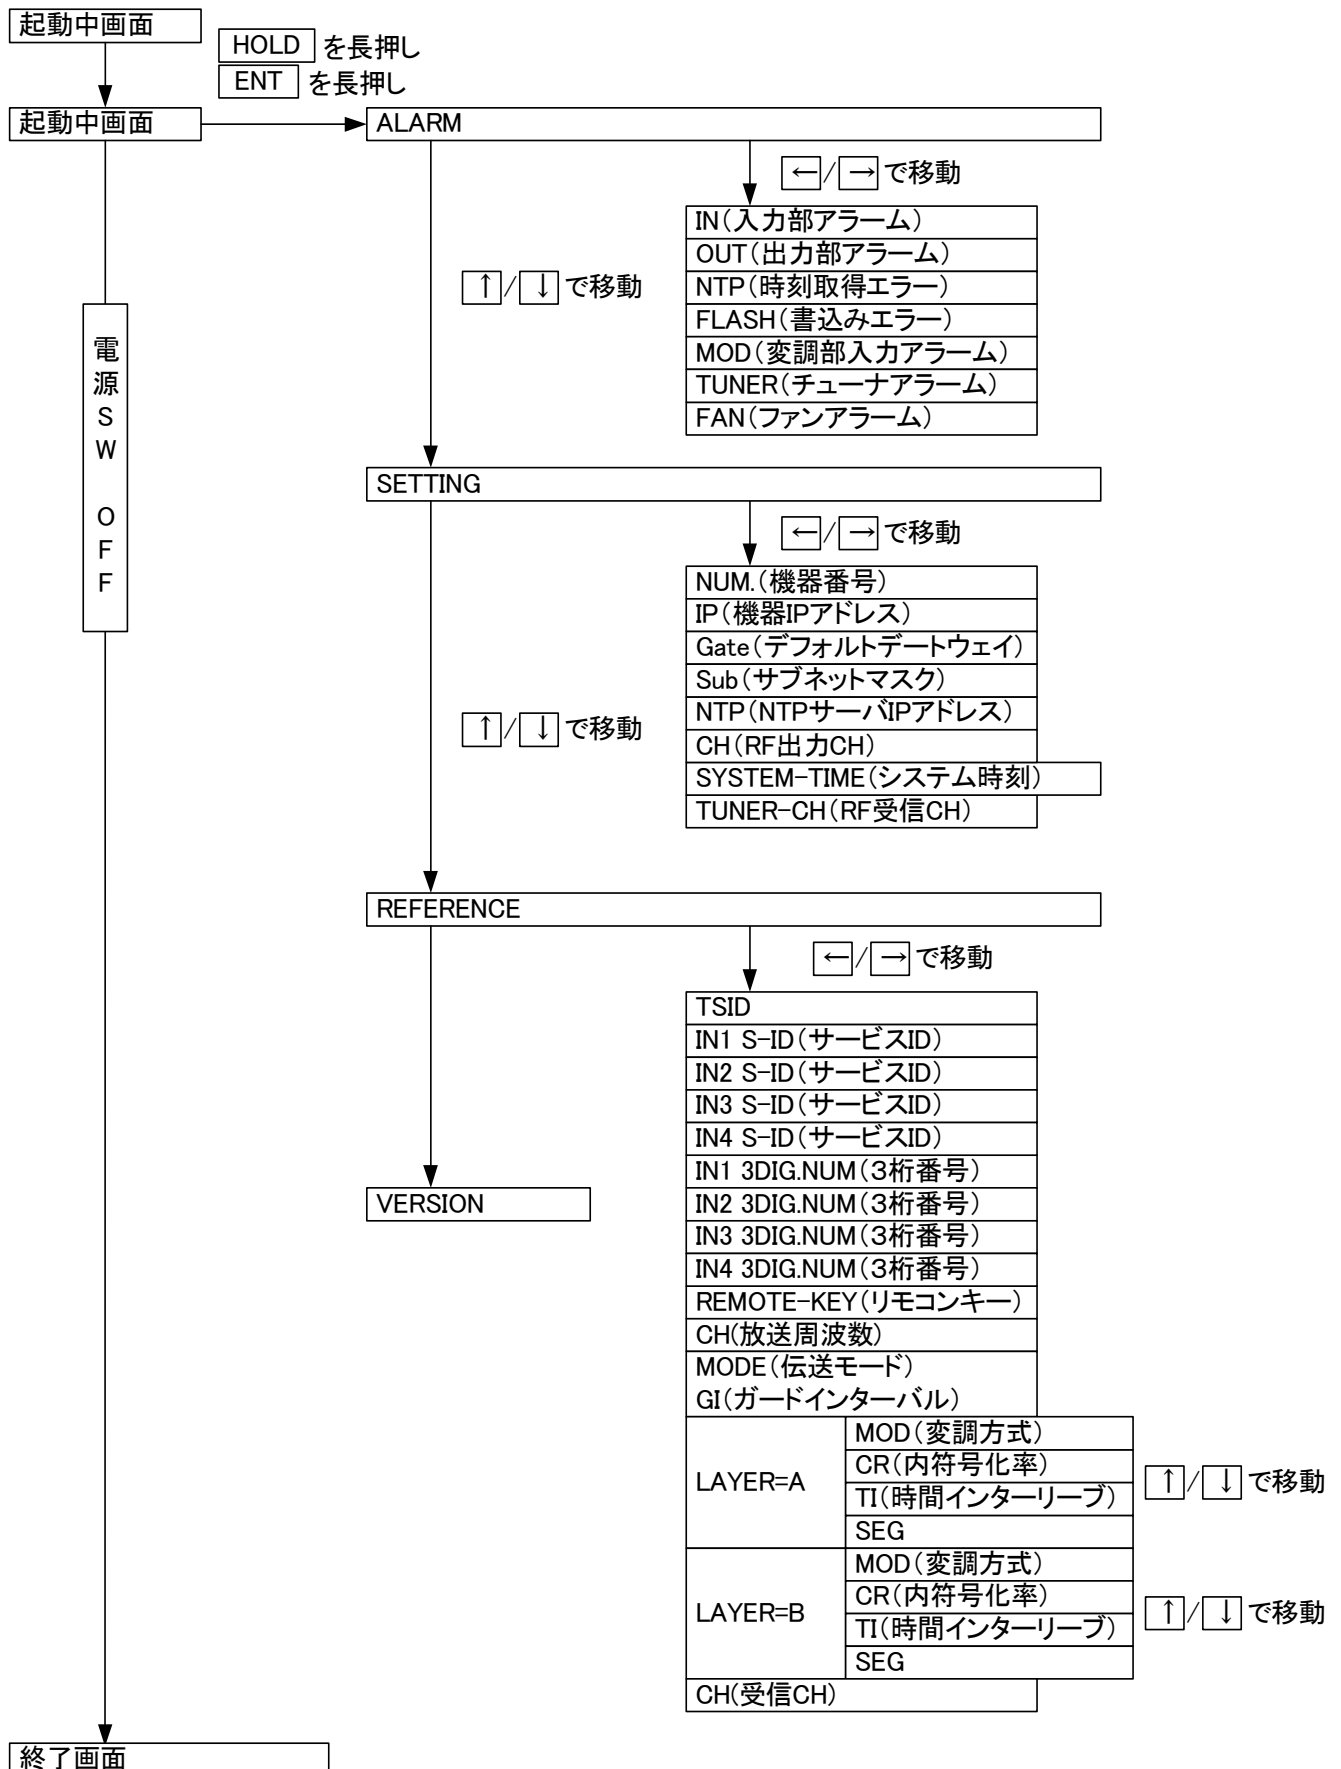 起動中画面
HOLD を長押し
ENT を長押し
起動中画面
ALARM
←/→で移動
IN(入力部アラーム)
OUT(出力部アラーム)
↑/↓で移動
NTP(時刻取得エラー)
FLASH(書込みエラー)
MOD(変調部入力アラーム)
TUNER(チューナアラーム)
FAN(ファンアラーム)
電源SW OFF
SETTING
←/→で移動
NUM.(機器番号)
IP(機器IPアドレス)
Gate(デフォルトデートウェイ)
Sub(サブネットマスク)
↑/↓で移動
NTP(NTPサーバIPアドレス)
CH(RF出力CH)
SYSTEM-TIME(システム時刻)
TUNER-CH(RF受信CH)
REFERENCE
←/→で移動
TSID
IN1 S-ID(サービスID)
IN2 S-ID(サービスID)
IN3 S-ID(サービスID)
IN4 S-ID(サービスID)
IN1 3DIG.NUM(3桁番号)
VERSION
IN2 3DIG.NUM(3桁番号)
IN3 3DIG.NUM(3桁番号)
IN4 3DIG.NUM(3桁番号)
REMOTE-KEY(リモコンキー)
CH(放送周波数)
MODE(伝送モード)
GI(ガードインターバル)
LAYER=A
MOD(変調方式)
CR(内符号化率)
TI(時間インターリーブ)
SEG
↑/↓で移動
LAYER=B
MOD(変調方式)
CR(内符号化率)
TI(時間インターリーブ)
SEG
↑/↓で移動
CH(受信CH)
終了画面